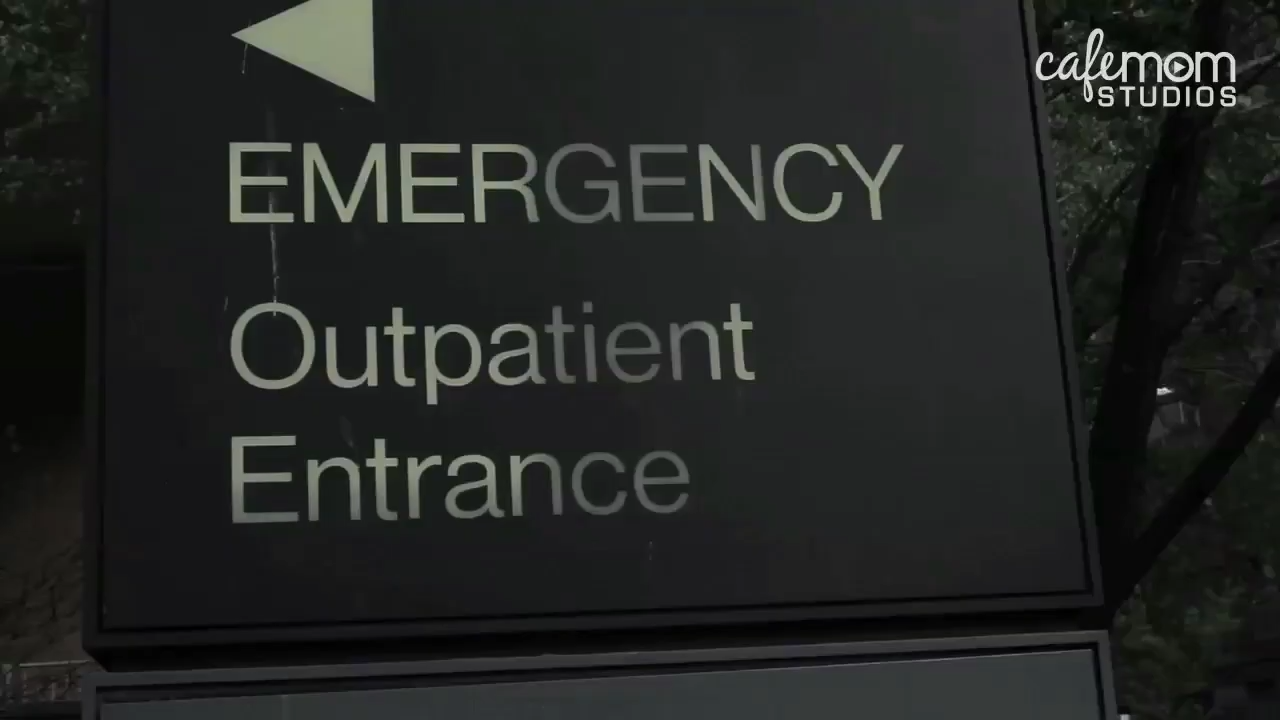 cafemom
STUDIOS
EMERGENCY
Outpatient
Entrance